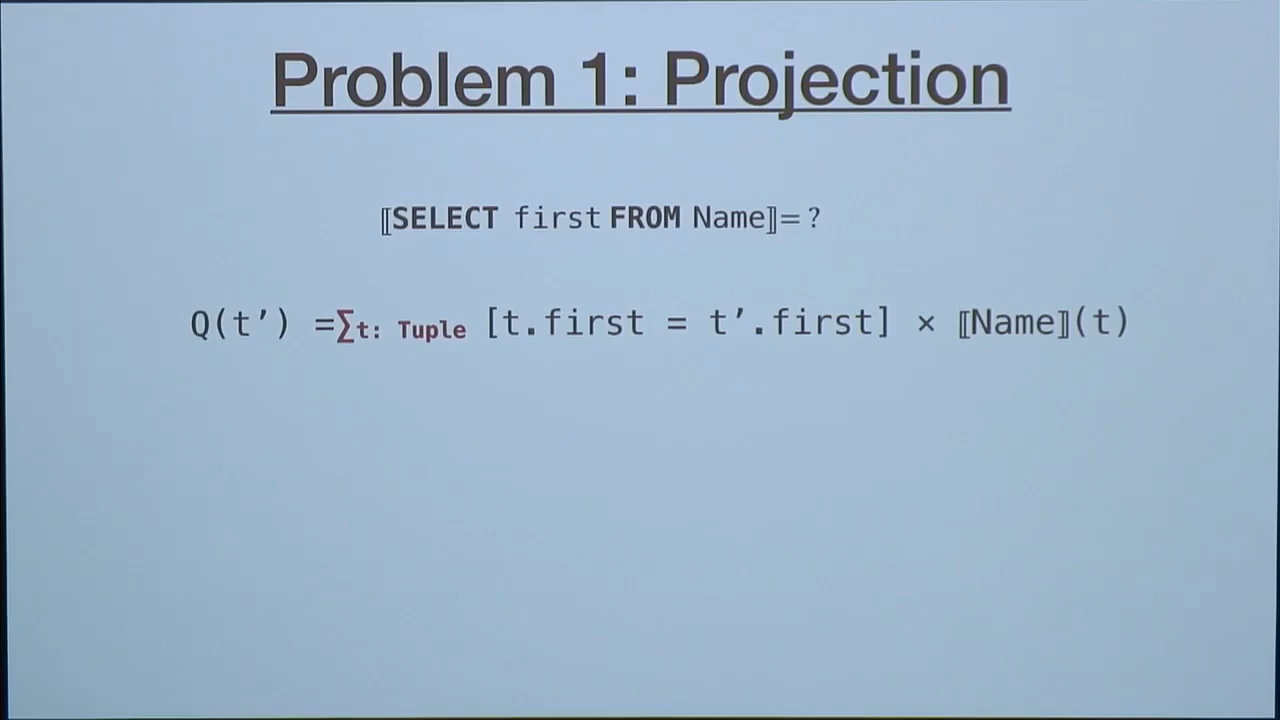 Problem 1: Projection
⟦SELECT first FROM Name⟧= ?
Q(t’) =∑t: Tuple [t.first = t’.first] × ⟦Name⟧(t)